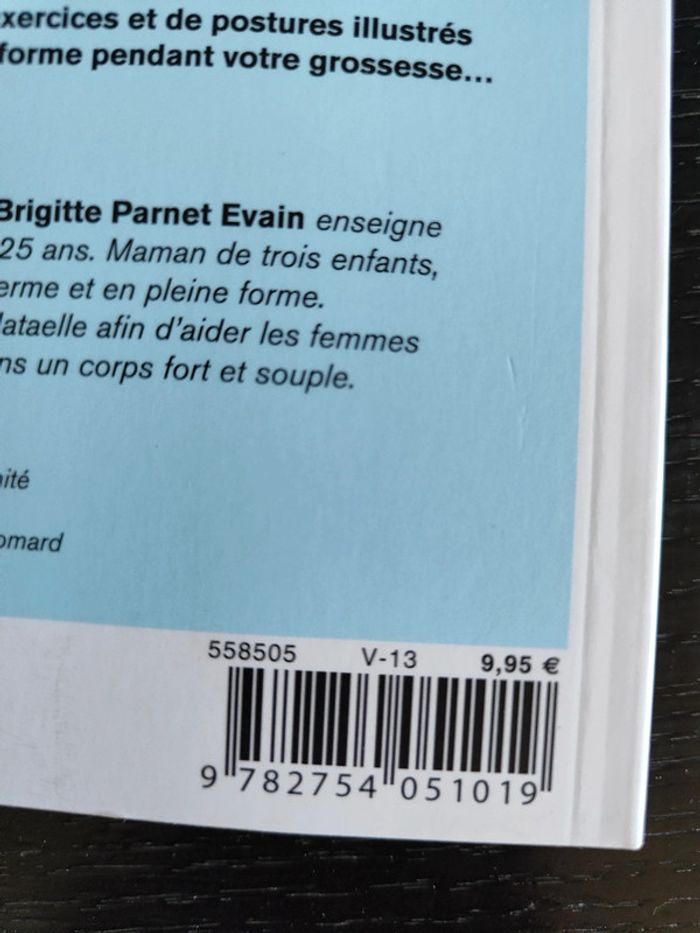 xercices et de postures illustrés
forme pendant votre grossesse...
Brigitte Parnet Evain enseigne
25 ans. Maman de trois enfants,
erme et en pleine forme.
lataelle afin d'aider les femmes
ns un corps fort et souple.
ité
omard
558505 V-13 9,95 €
9 782754 051019